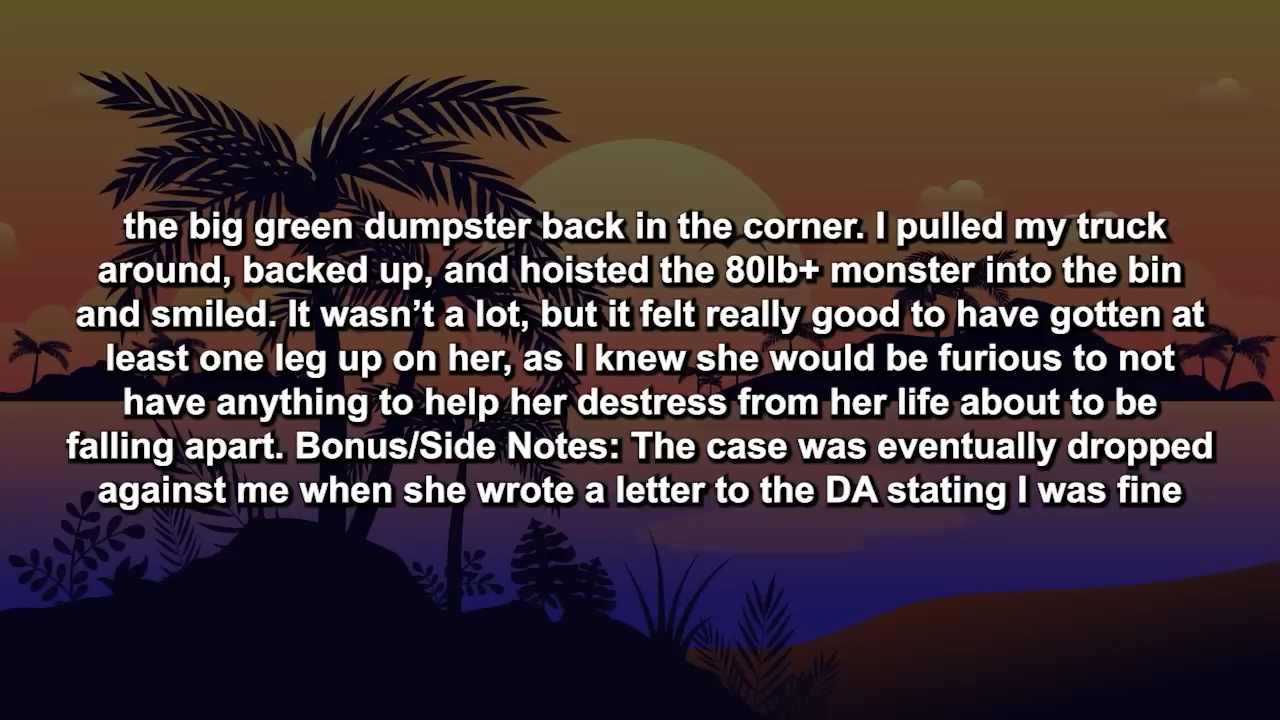 the big green dumpster back in the corner. I pulled my truck
around, backed up, and hoisted the 80lb+ monster into the bin
and smiled. It wasn’t a lot, but it felt really good to have gotten at
least one leg up on her, as I knew she would be furious to not
have anything to help her destress from her life about to be
falling apart. Bonus/Side Notes: The case was eventually dropped
against me when she wrote a letter to the DA stating I was fine